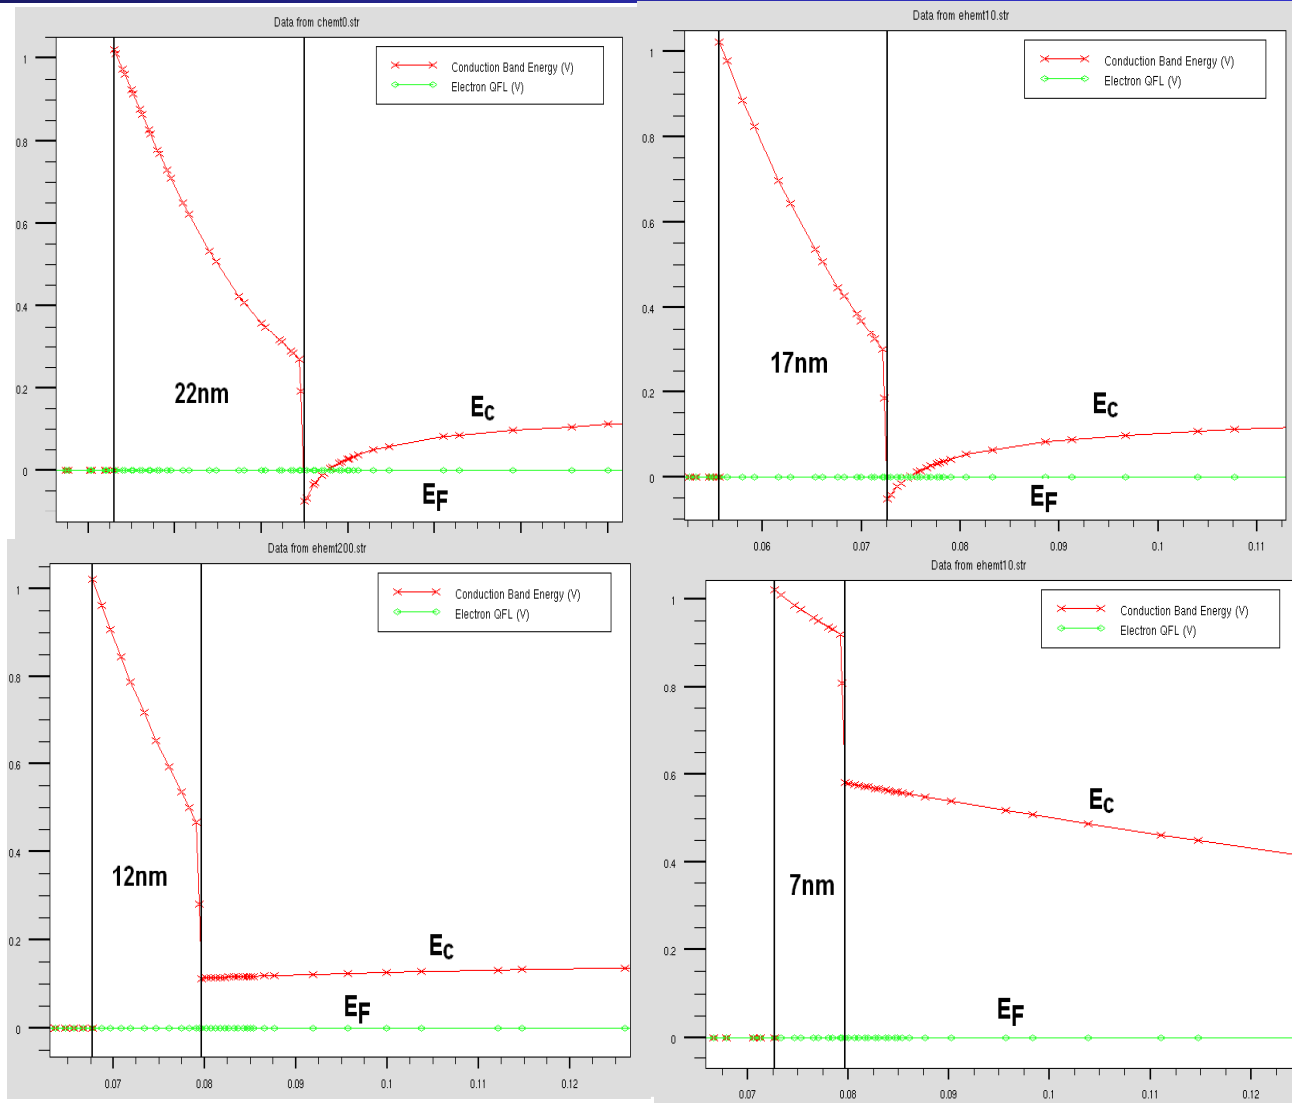 Data from chemt0.str
Conduction Band Energy (V)
Electron QFL (V)
1
0.8
0.6
0.4
0.2
0
22nm
EC
EF
Data from ehemt10.str
Conduction Band Energy (V)
Electron QFL (V)
1
0.8
0.6
0.4
0.2
0
17nm
EC
EF
0.06 0.07 0.08 0.09 0.1 0.11
Data from ehemt200.str
Conduction Band Energy (V)
Electron QFL (V)
1
0.8
0.6
0.4
0.2
0
12nm
EC
EF
0.07 0.08 0.09 0.1 0.11 0.12
Data from ehemt10.str
Conduction Band Energy (V)
Electron QFL (V)
1
0.8
0.6
0.4
0.2
0
7nm
EC
EF
0.07 0.08 0.09 0.1 0.11 0.12